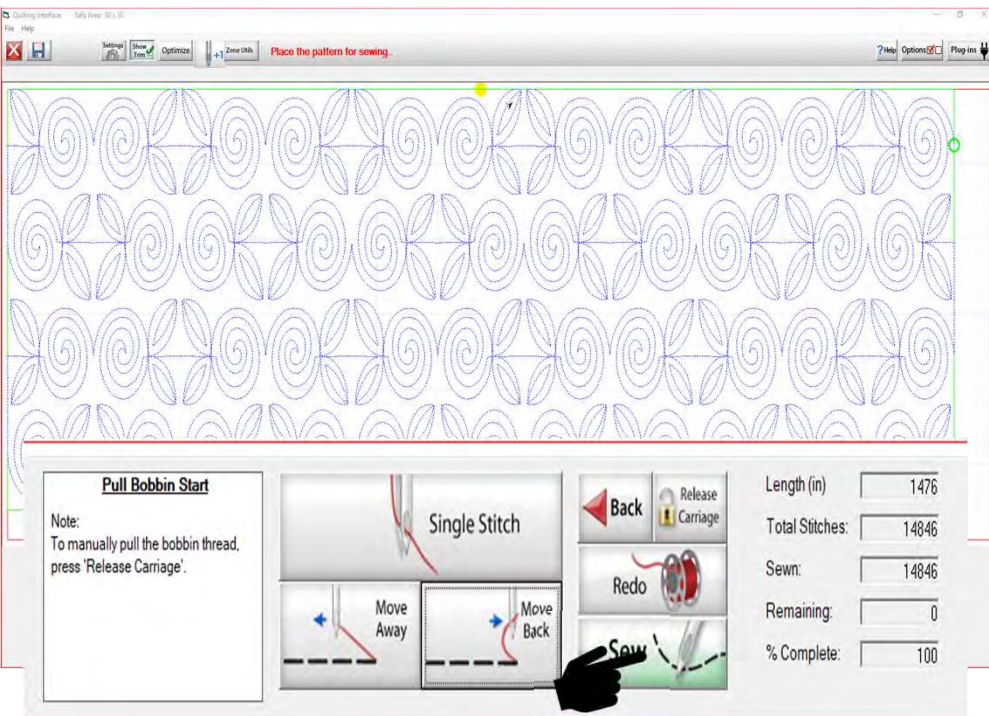 Quilting Interface Safe Area: 80 x 30
File Help
Settings Show Trim Optimize +1 Zone Utils Place the pattern for sewing.. ?Help Options Plug-ins
Pull Bobbin Start
Note:
To manually pull the bobbin thread,
press 'Release Carriage'.
Single Stitch
Move Away
Move Back
Back
Release Carriage
Redo
Sew
Length (in) 1476
Total Stitches: 14846
Sewn: 14846
Remaining: 0
% Complete: 100